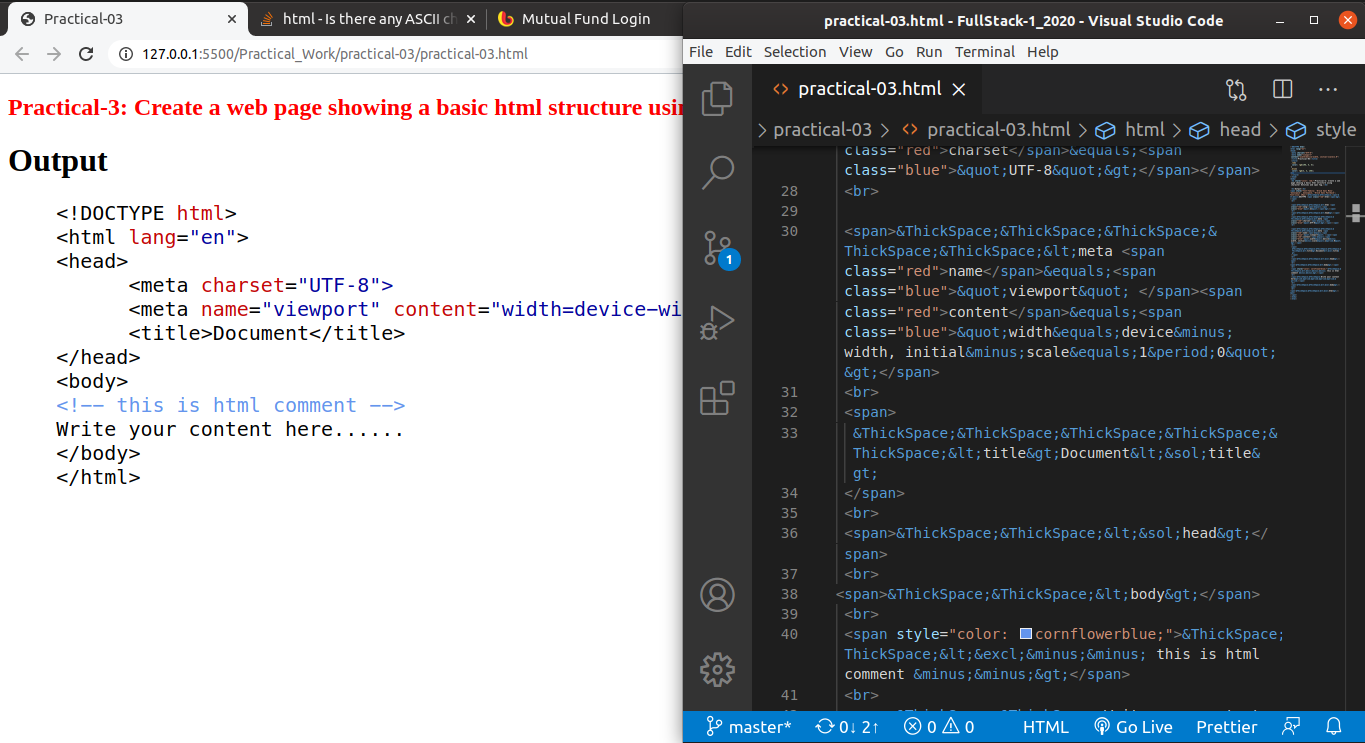 Practical-03
html - Is there any ASCII ch
Mutual Fund Login
127.0.0.1:5500/Practical_Work/practical-03/practical-03.html
Practical-3: Create a web page showing a basic html structure usin
Output
<!DOCTYPE html>
<html lang="en">
<head>
<meta charset="UTF-8">
<meta name="viewport" content="width=device−wi
<title>Document</title>
</head>
<body>
<!−− this is html comment −−>
Write your content here......
</body>
</html>
practical-03.html - FullStack-1_2020 - Visual Studio Code
File Edit Selection View Go Run Terminal Help
practical-03.html
> practical-03 > practical-03.html > html > head > style
1
class="red">charset</span>&equals;<span
class="blue">&quot;UTF-8&quot;&gt;</span></span>
28 <br>
29
30 <span>&ThickSpace;&ThickSpace;&ThickSpace;&
ThickSpace;&ThickSpace;&lt;meta <span
class="red">name</span>&equals;<span
class="blue">&quot;viewport&quot; </span><span
class="red">content</span>&equals;<span
class="blue">&quot;width&equals;device&minus;
width, initial&minus;scale&equals;1&period;0&quot;
&gt;</span>
31 <br>
32 <span>
33 &ThickSpace;&ThickSpace;&ThickSpace;&ThickSpace;&
ThickSpace;&lt;title&gt;Document&lt;&sol;title&
gt;
34 </span>
35 <br>
36 <span>&ThickSpace;&ThickSpace;&lt;&sol;head&gt;</
span>
37 <br>
38 <span>&ThickSpace;&ThickSpace;&lt;body&gt;</span>
39 <br>
40 <span style="color: cornflowerblue;">&ThickSpace;
ThickSpace;&lt;&excl;&minus;&minus; this is html
comment &minus;&minus;&gt;</span>
41 <br>
master* 0↓ 2↑ 0 0 HTML Go Live Prettier